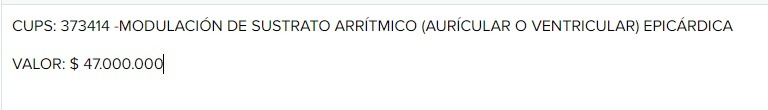 CUPS: 373414 -MODULACIÓN DE SUSTRATO ARRÍTMICO (AURÍCULAR O VENTRICULAR) EPICÁRDICA
VALOR: $ 47.000.000